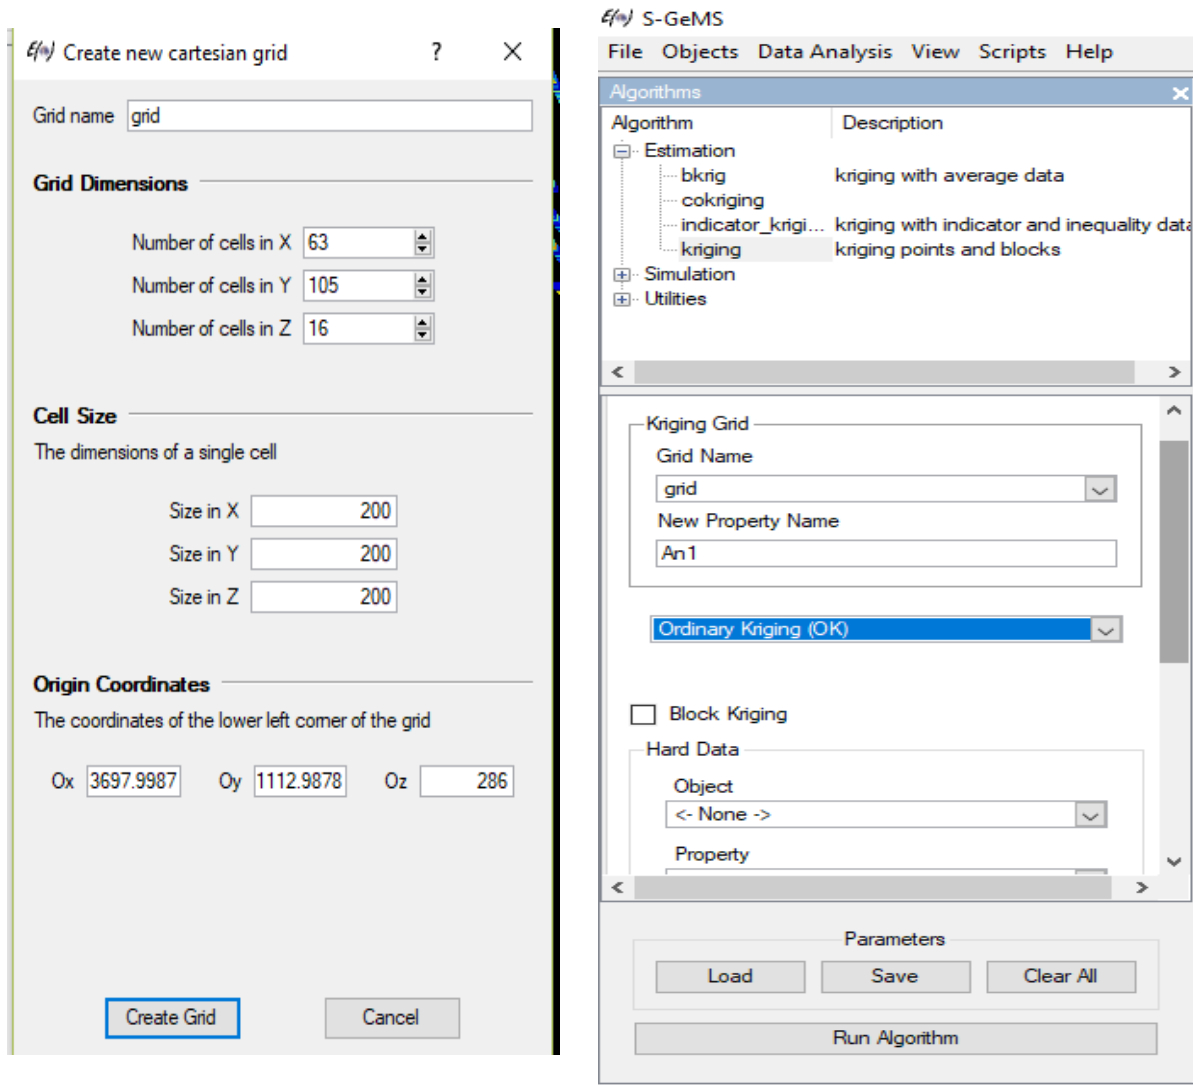 Create new cartesian grid ?
Grid name grid
Grid Dimensions
Number of cells in X 63
Number of cells in Y 105
Number of cells in Z 16
Cell Size
The dimensions of a single cell
Size in X 200
Size in Y 200
Size in Z 200
Origin Coordinates
The coordinates of the lower left corner of the grid
Ox 3697.9987 Oy 1112.9878 Oz 286
Create Grid Cancel
S-GeMS
File Objects Data Analysis View Scripts Help
Algorithms
Algorithm Description
Estimation
bkrig kriging with average data
cokriging
indicator_krigi... kriging with indicator and inequality data
kriging kriging points and blocks
Simulation
Utilities
Kriging Grid
Grid Name
grid
New Property Name
An1
Ordinary Kriging (OK)
Block Kriging
Hard Data
Object
<- None ->
Property
Parameters
Load Save Clear All
Run Algorithm